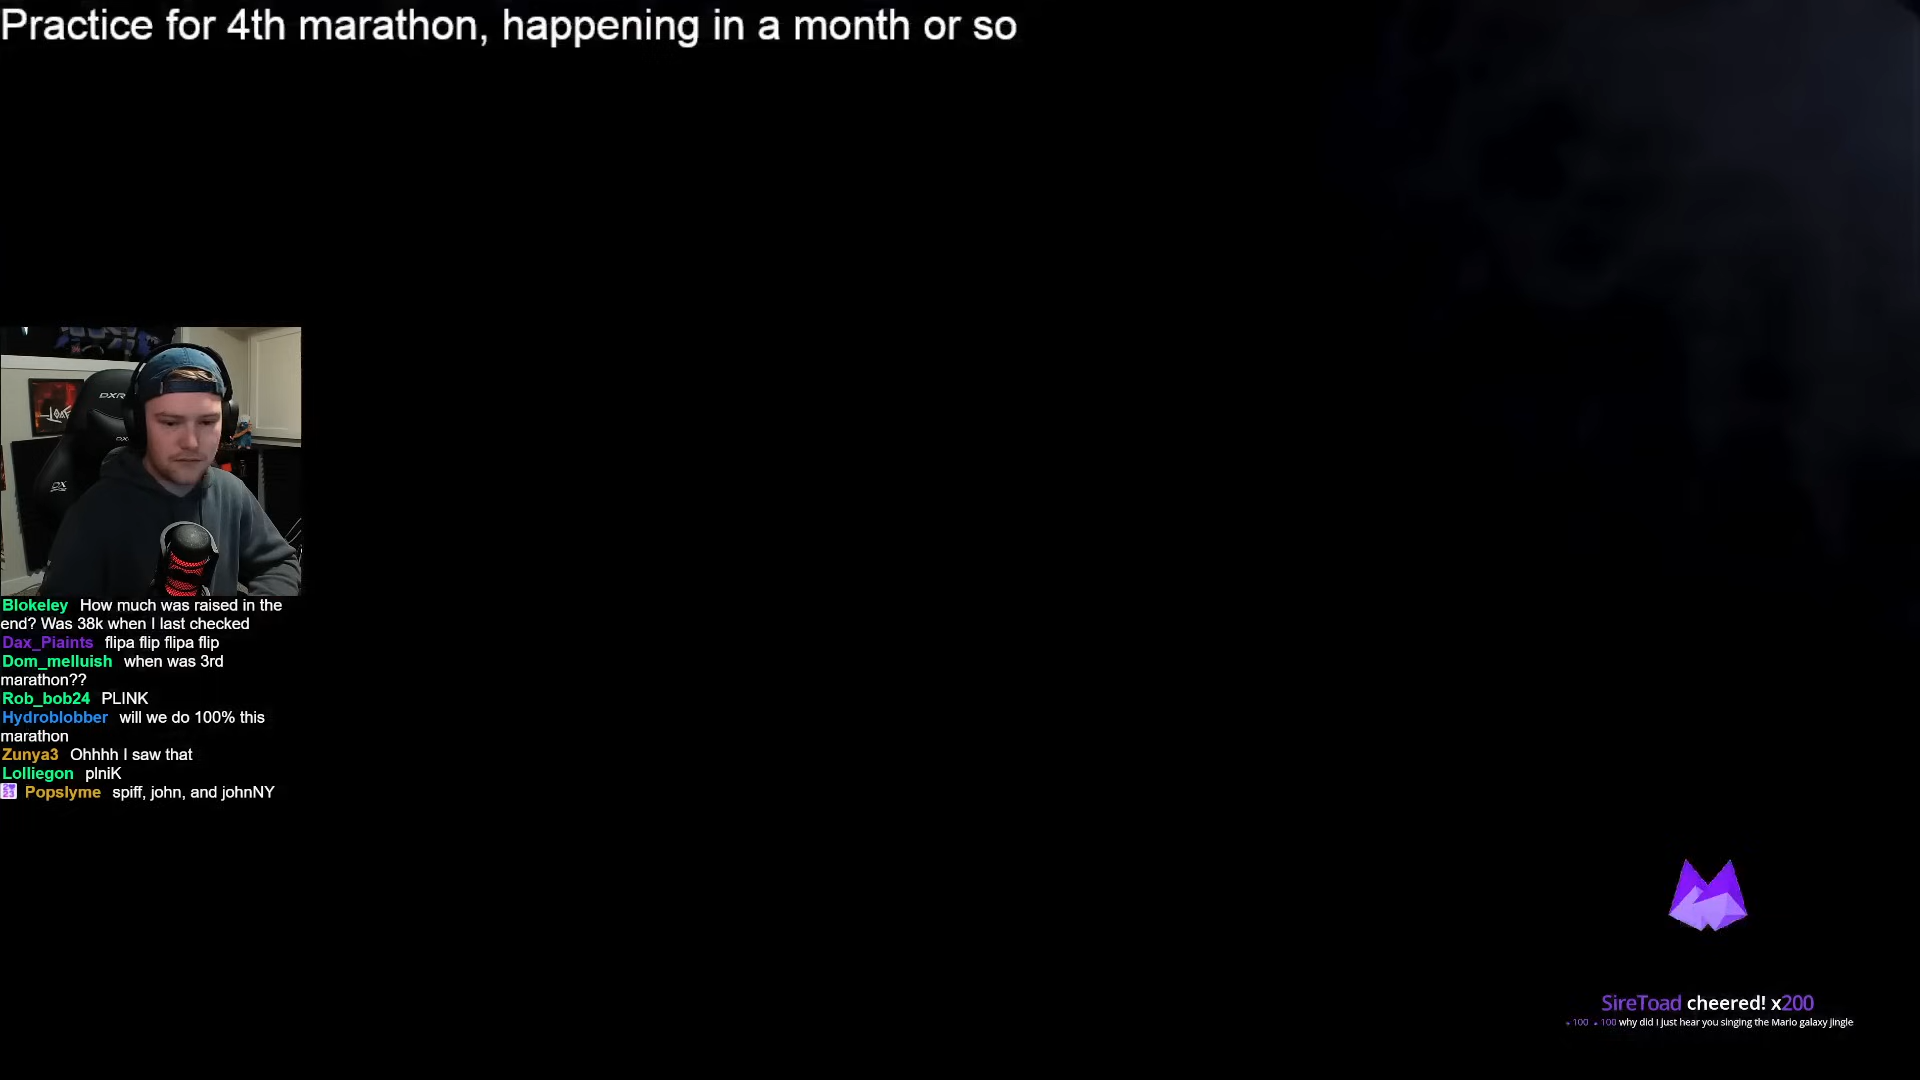 Practice for 4th marathon, happening in a month or so
DXR
LOAF
DX
Blokeley How much was raised in the
end? Was 38k when I last checked
Dax_Piaints flipa flip flipa flip
Dom_melluish when was 3rd
marathon??
Rob_bob24 PLINK
Hydroblobber will we do 100% this
marathon
Zunya3 Ohhhh I saw that
Lolliegon plniK
Popslyme spiff, john, and johnNY
SireToad cheered! x200
100 100 why did I just hear you singing the Mario galaxy jingle